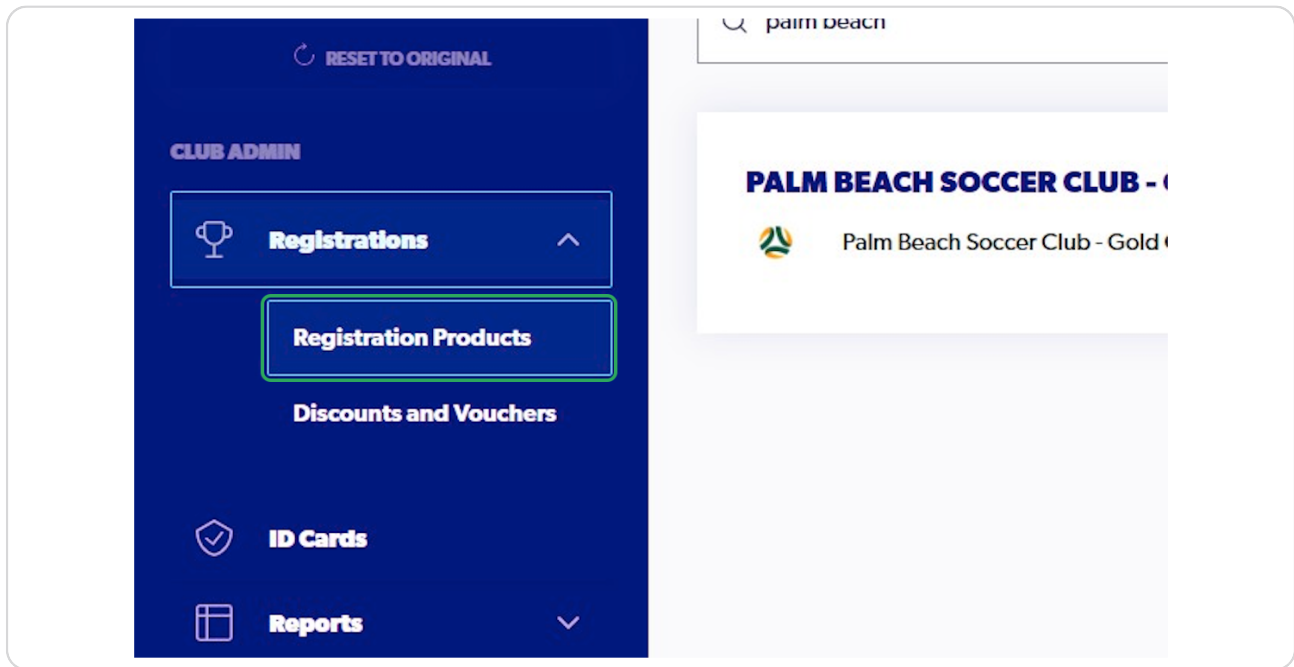 palm beach
RESET TO ORIGINAL
CLUB ADMIN
PALM BEACH SOCCER CLUB -
Registrations
Palm Beach Soccer Club - Gold
Registration Products
Discounts and Vouchers
ID Cards
Reports